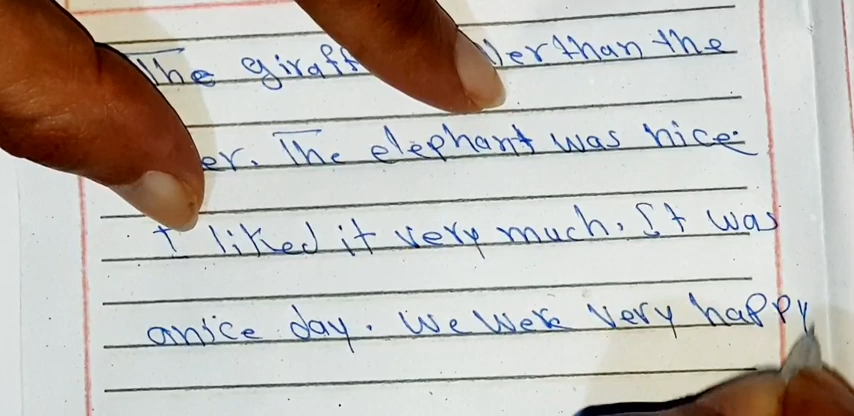 The giraff er than the
er. The elephant was nice.
I liked it very much. It was
anice day. We were very happy